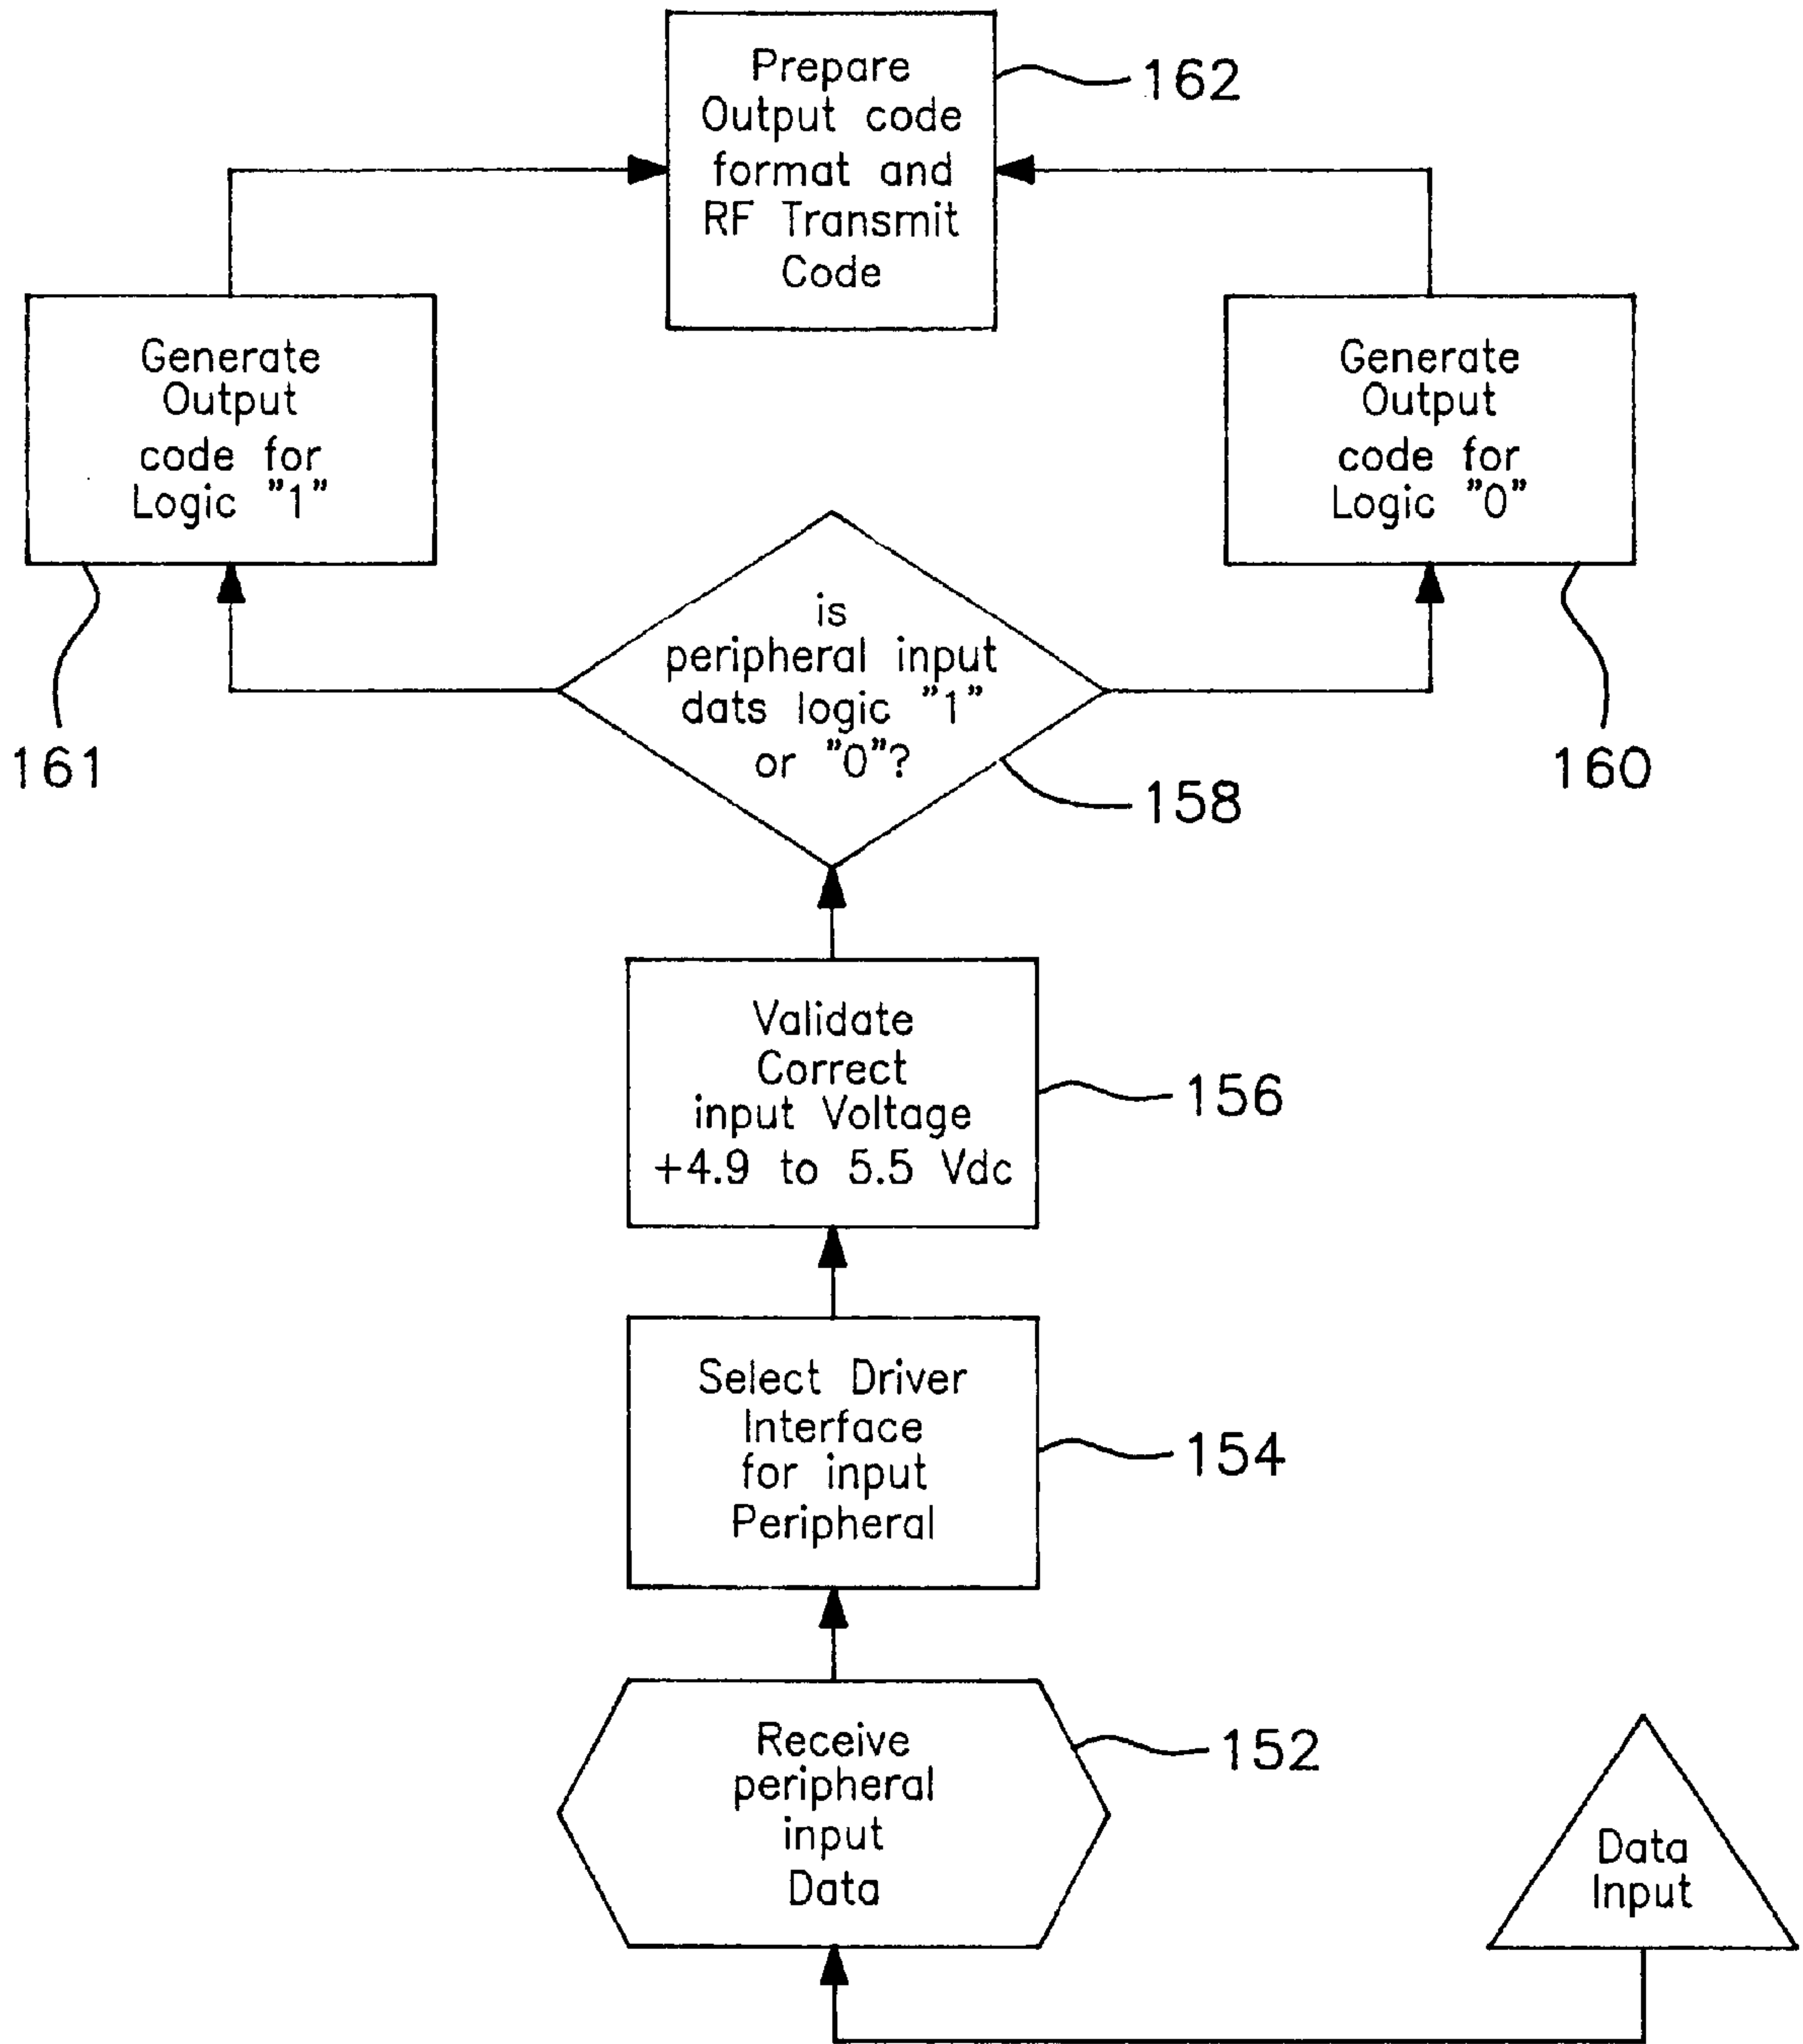 Prepare
Output code
format and
RF Transmit
Code
162
Generate
Output
code for
Logic "1"
161
Generate
Output
code for
Logic "0"
160
is
peripheral input
dats logic "1"
or "0"?
158
Validate
Correct
input Voltage
+4.9 to 5.5 Vdc
156
Select Driver
Interface
for input
Peripheral
154
Receive
peripheral
input
Data
152
Data
Input